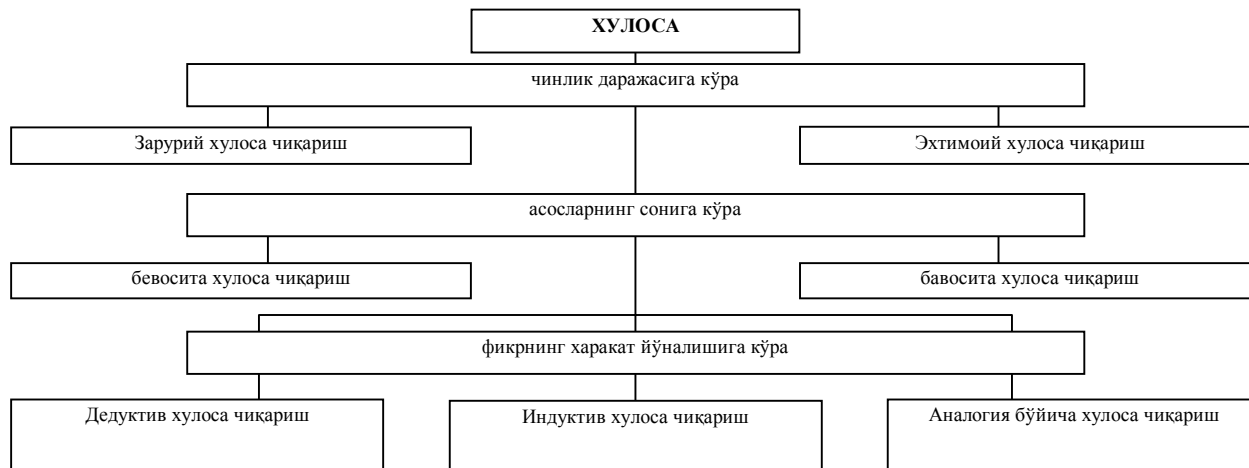 ХУЛОСА
чинлик даражасига кўра
Зарурий хулоса чиқариш
Эхтимоий хулоса чиқариш
асосларнинг сонига кўра
бевосита хулоса чиқариш
бавосита хулоса чиқариш
фикрнинг харакат йўналишига кўра
Дедуктив хулоса чиқариш
Индуктив хулоса чиқариш
Аналогия бўйича хулоса чиқариш